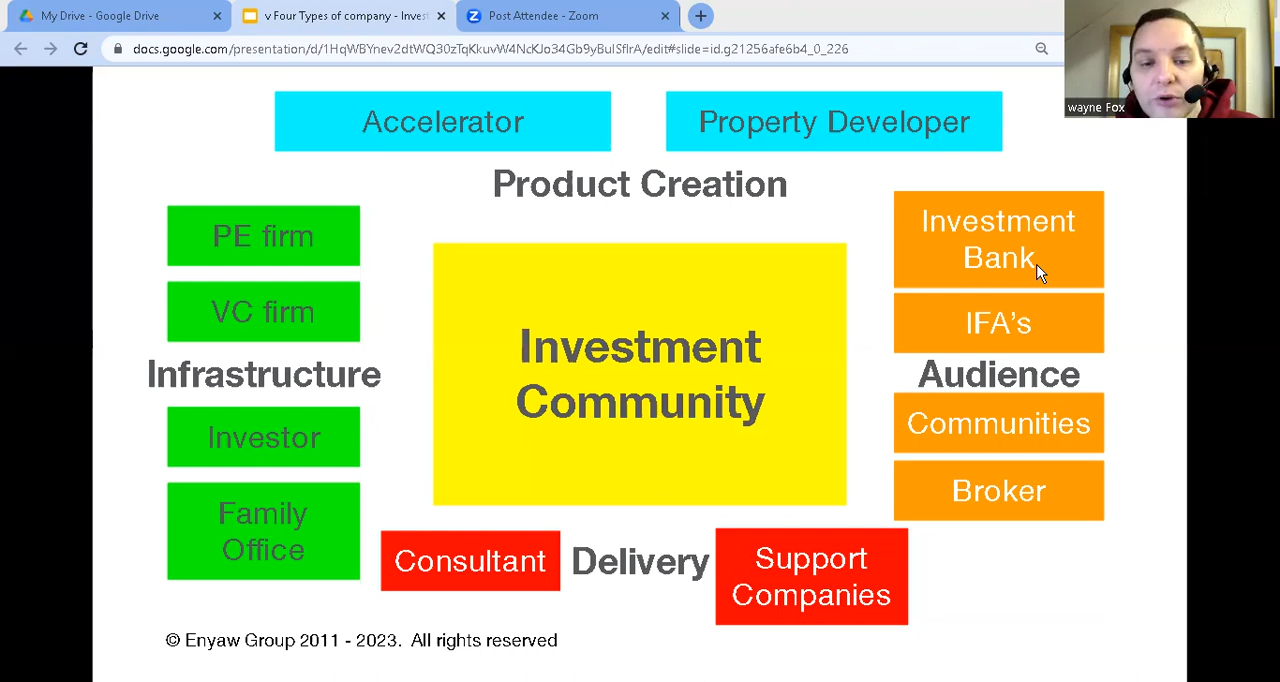 My Drive - Google Drive
v Four Types of company - Invest
Post Attendee - Zoom
docs.google.com/presentation/d/1HqWBYnev2dtWQ30zTqKkuvW4NcKJo34Gb9yBuISflrA/edit#slide=id.g21256afe6b4_0_226
wayne Fox
Accelerator
Property Developer
Product Creation
PE firm
VC firm
Infrastructure
Investor
Family
Office
Investment
Community
Investment
Bank
IFA's
Audience
Communities
Broker
Consultant
Delivery
Support
Companies
© Enyaw Group 2011 - 2023.  All rights reserved